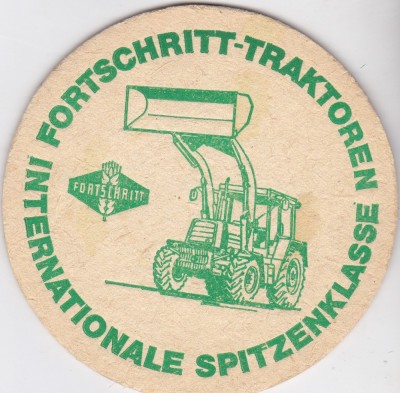 FORTSCHRITT-TRAKTOREN
INTERNATIONALE SPITZENKLASSE
FORTSCHRITT